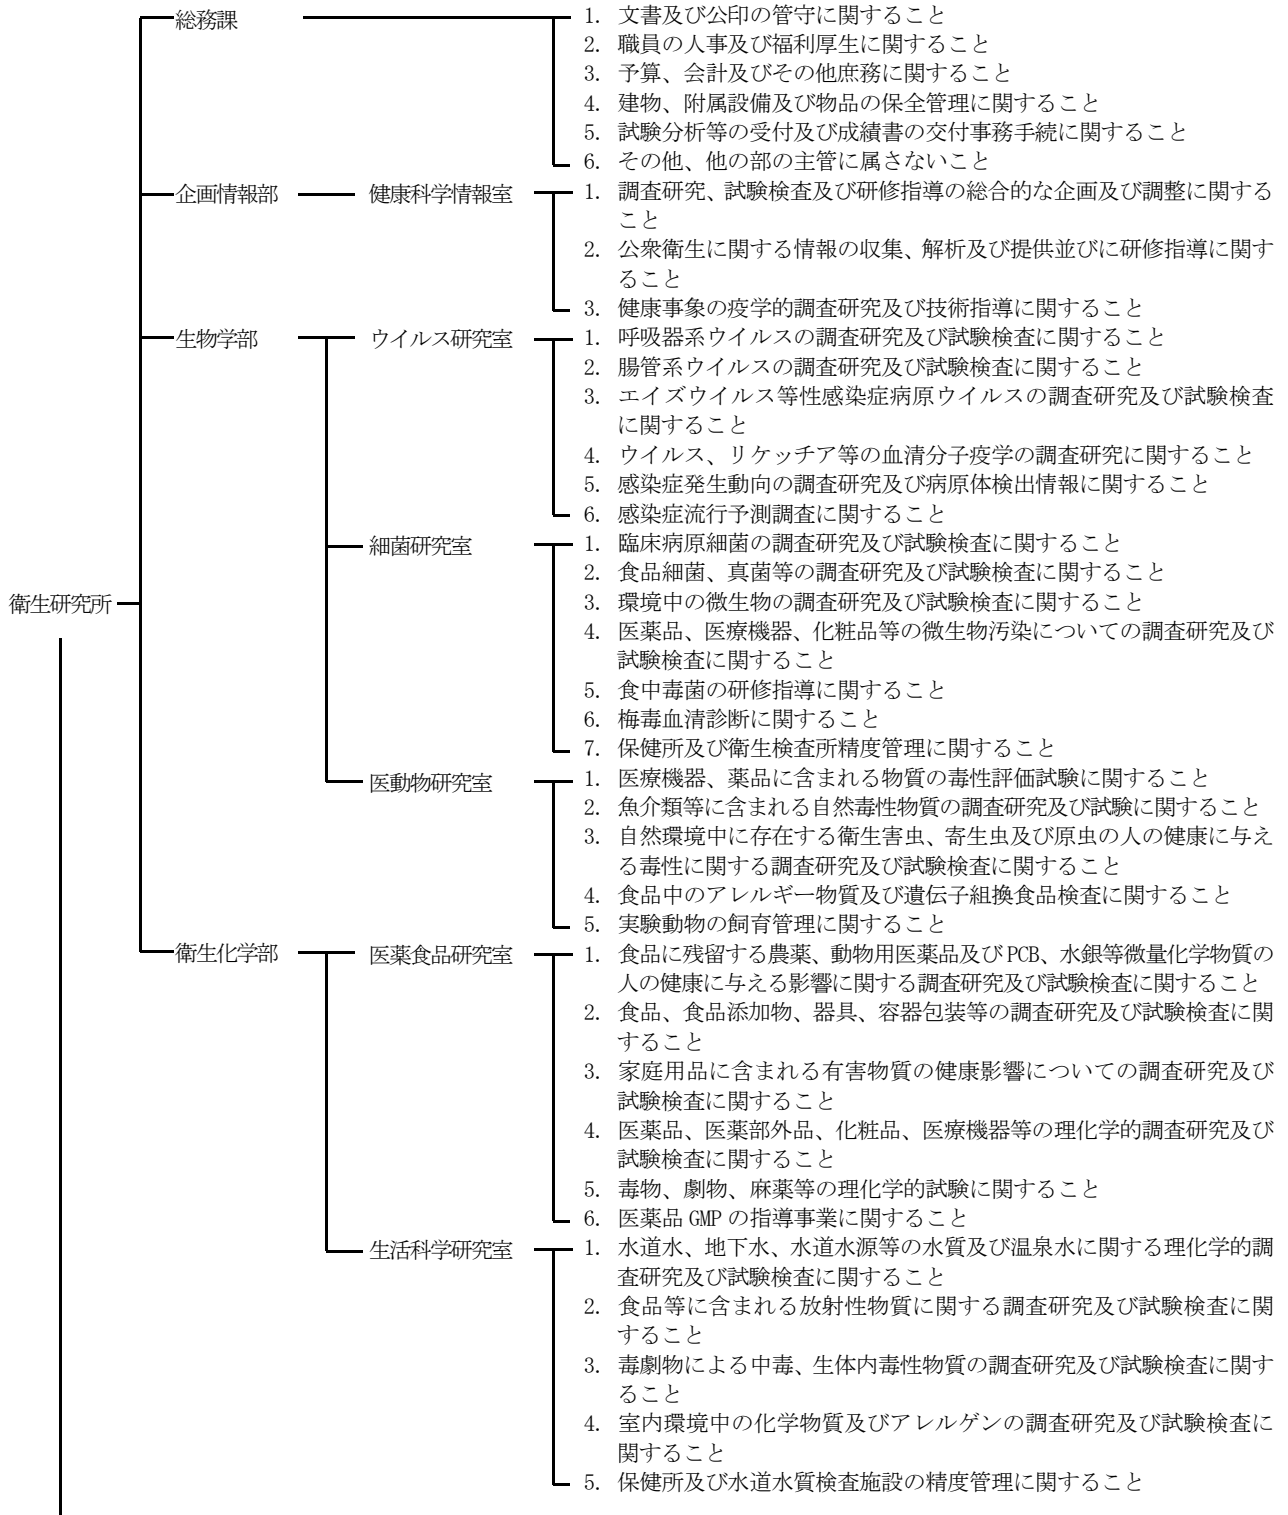 総務課
1. 文書及び公印の管守に関すること
2. 職員の人事及び福利厚生に関すること
3. 予算、会計及びその他庶務に関すること
4. 建物、附属設備及び物品の保全管理に関すること
5. 試験分析等の受付及び成績書の交付事務手続に関すること
6. その他、他の部の主管に属さないこと
企画情報部
健康科学情報室
1. 調査研究、試験検査及び研修指導の総合的な企画及び調整に関する
こと
2. 公衆衛生に関する情報の収集、解析及び提供並びに研修指導に関す
ること
3. 健康事象の疫学的調査研究及び技術指導に関すること
生物学部
ウイルス研究室
1. 呼吸器系ウイルスの調査研究及び試験検査に関すること
2. 腸管系ウイルスの調査研究及び試験検査に関すること
3. エイズウイルス等性感染症病原ウイルスの調査研究及び試験検査
に関すること
4. ウイルス、リケッチア等の血清分子疫学の調査研究に関すること
5. 感染症発生動向の調査研究及び病原体検出情報に関すること
6. 感染症流行予測調査に関すること
細菌研究室
1. 臨床病原細菌の調査研究及び試験検査に関すること
2. 食品細菌、真菌等の調査研究及び試験検査に関すること
3. 環境中の微生物の調査研究及び試験検査に関すること
4. 医薬品、医療機器、化粧品等の微生物汚染についての調査研究及び
試験検査に関すること
5. 食中毒菌の研修指導に関すること
6. 梅毒血清診断に関すること
7. 保健所及び衛生検査所精度管理に関すること
衛生研究所
医動物研究室
1. 医療機器、薬品に含まれる物質の毒性評価試験に関すること
2. 魚介類等に含まれる自然毒性物質の調査研究及び試験に関すること
3. 自然環境中に存在する衛生害虫、寄生虫及び原虫の人の健康に与え
る毒性に関する調査研究及び試験検査に関すること
4. 食品中のアレルギー物質及び遺伝子組換食品検査に関すること
5. 実験動物の飼育管理に関すること
衛生化学部
医薬食品研究室
1. 食品に残留する農薬、動物用医薬品及び PCB、水銀等微量化学物質の
人の健康に与える影響に関する調査研究及び試験検査に関すること
2. 食品、食品添加物、器具、容器包装等の調査研究及び試験検査に関
すること
3. 家庭用品に含まれる有害物質の健康影響についての調査研究及び
試験検査に関すること
4. 医薬品、医薬部外品、化粧品、医療機器等の理化学的調査研究及び
試験検査に関すること
5. 毒物、劇物、麻薬等の理化学的試験に関すること
6. 医薬品 GMP の指導事業に関すること
生活科学研究室
1. 水道水、地下水、水道水源等の水質及び温泉水に関する理化学的調
査研究及び試験検査に関すること
2. 食品等に含まれる放射性物質に関する調査研究及び試験検査に関
すること
3. 毒劇物による中毒、生体内毒性物質の調査研究及び試験検査に関す
ること
4. 室内環境中の化学物質及びアレルゲンの調査研究及び試験検査に
関すること
5. 保健所及び水道水質検査施設の精度管理に関すること